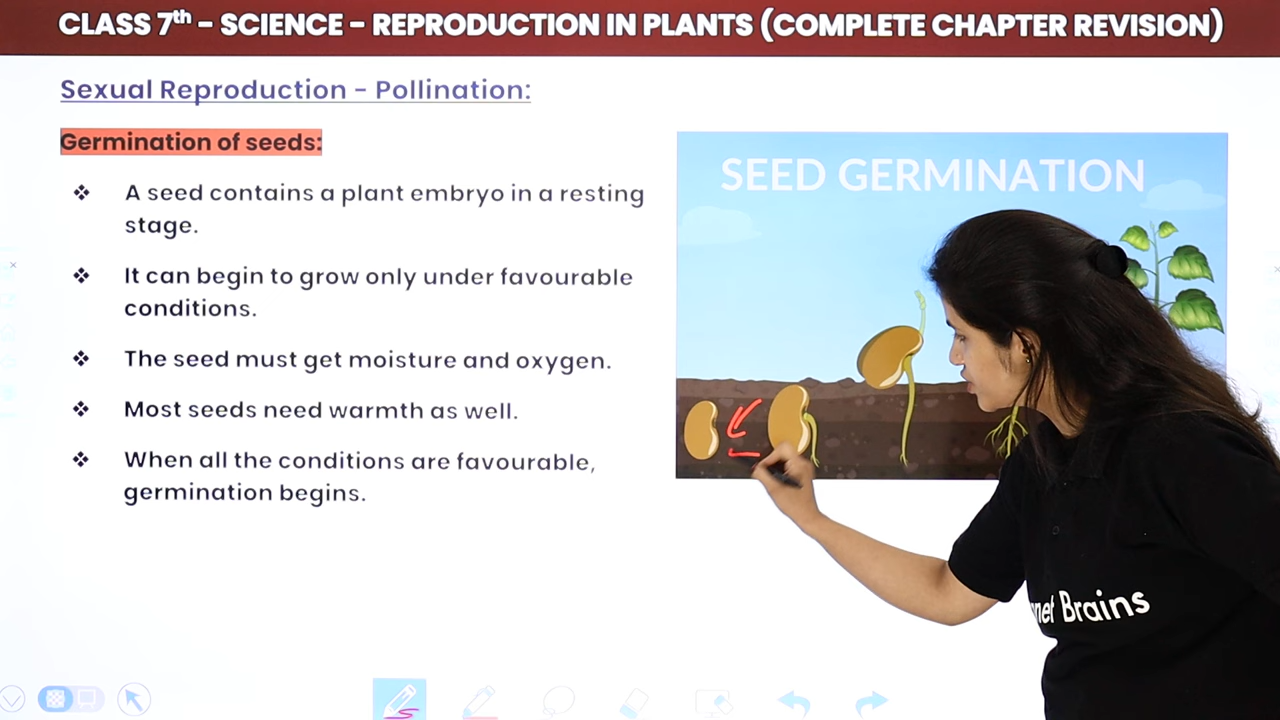 CLASS 7th – SCIENCE – REPRODUCTION IN PLANTS (COMPLETE CHAPTER REVISION)
Sexual Reproduction – Pollination:
Germination of seeds:
❖ A seed contains a plant embryo in a resting
stage.
❖ It can begin to grow only under favourable
conditions.
❖ The seed must get moisture and oxygen.
❖ Most seeds need warmth as well.
❖ When all the conditions are favourable,
germination begins.
SEED GERMINATION
Brains